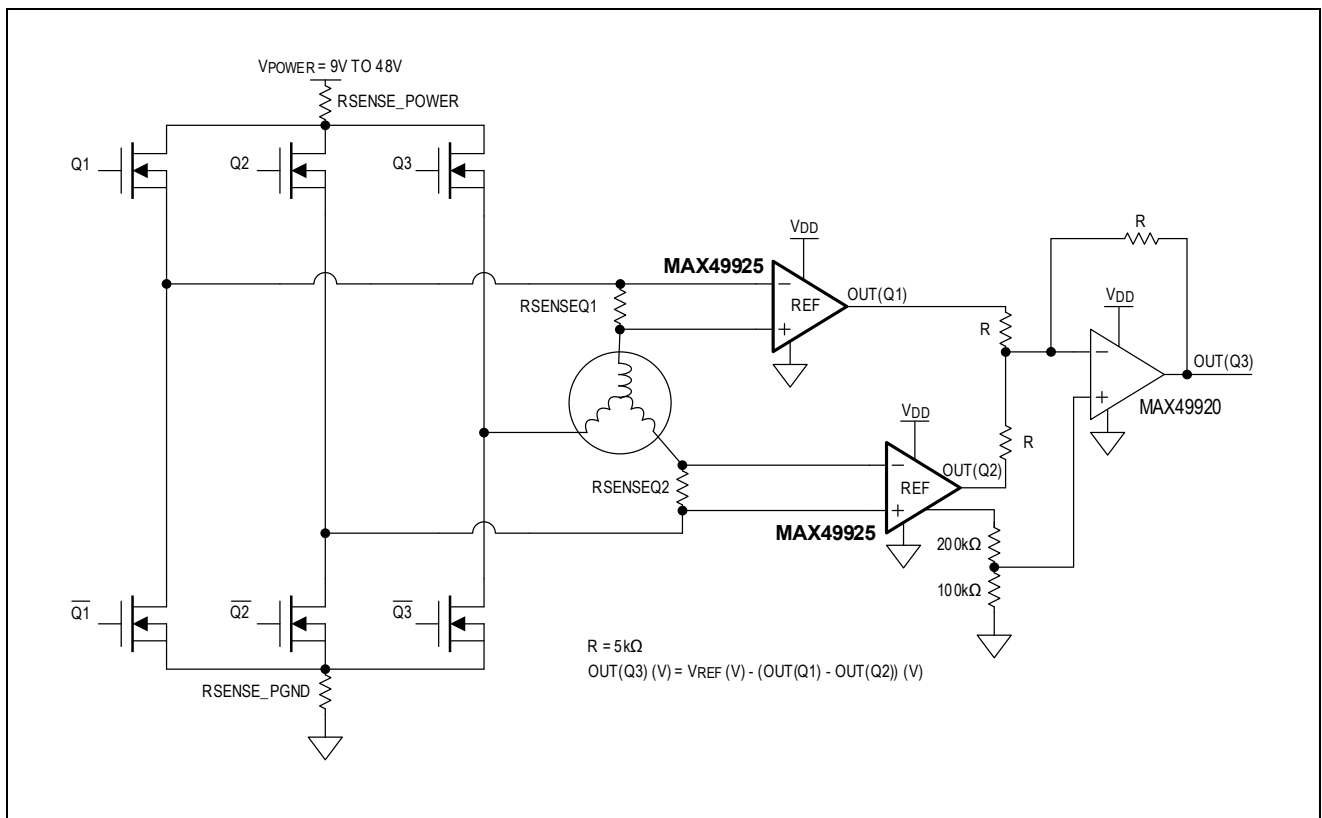 VPOWER = 9V TO 48V
RSENSE_POWER
Q1
Q2
Q3
VDD
R
MAX49925
REF
OUT(Q1)
RSENSEQ1
-
+
R
VDD
-
+
OUT(Q3)
MAX49920
VDD
R
RSENSEQ2
-
+
REF
OUT(Q2)
MAX49925
200kΩ
100kΩ
Q1
Q2
Q3
R = 5kΩ
OUT(Q3) (V) = VREF (V) - (OUT(Q1) - OUT(Q2)) (V)
RSENSE_PGND